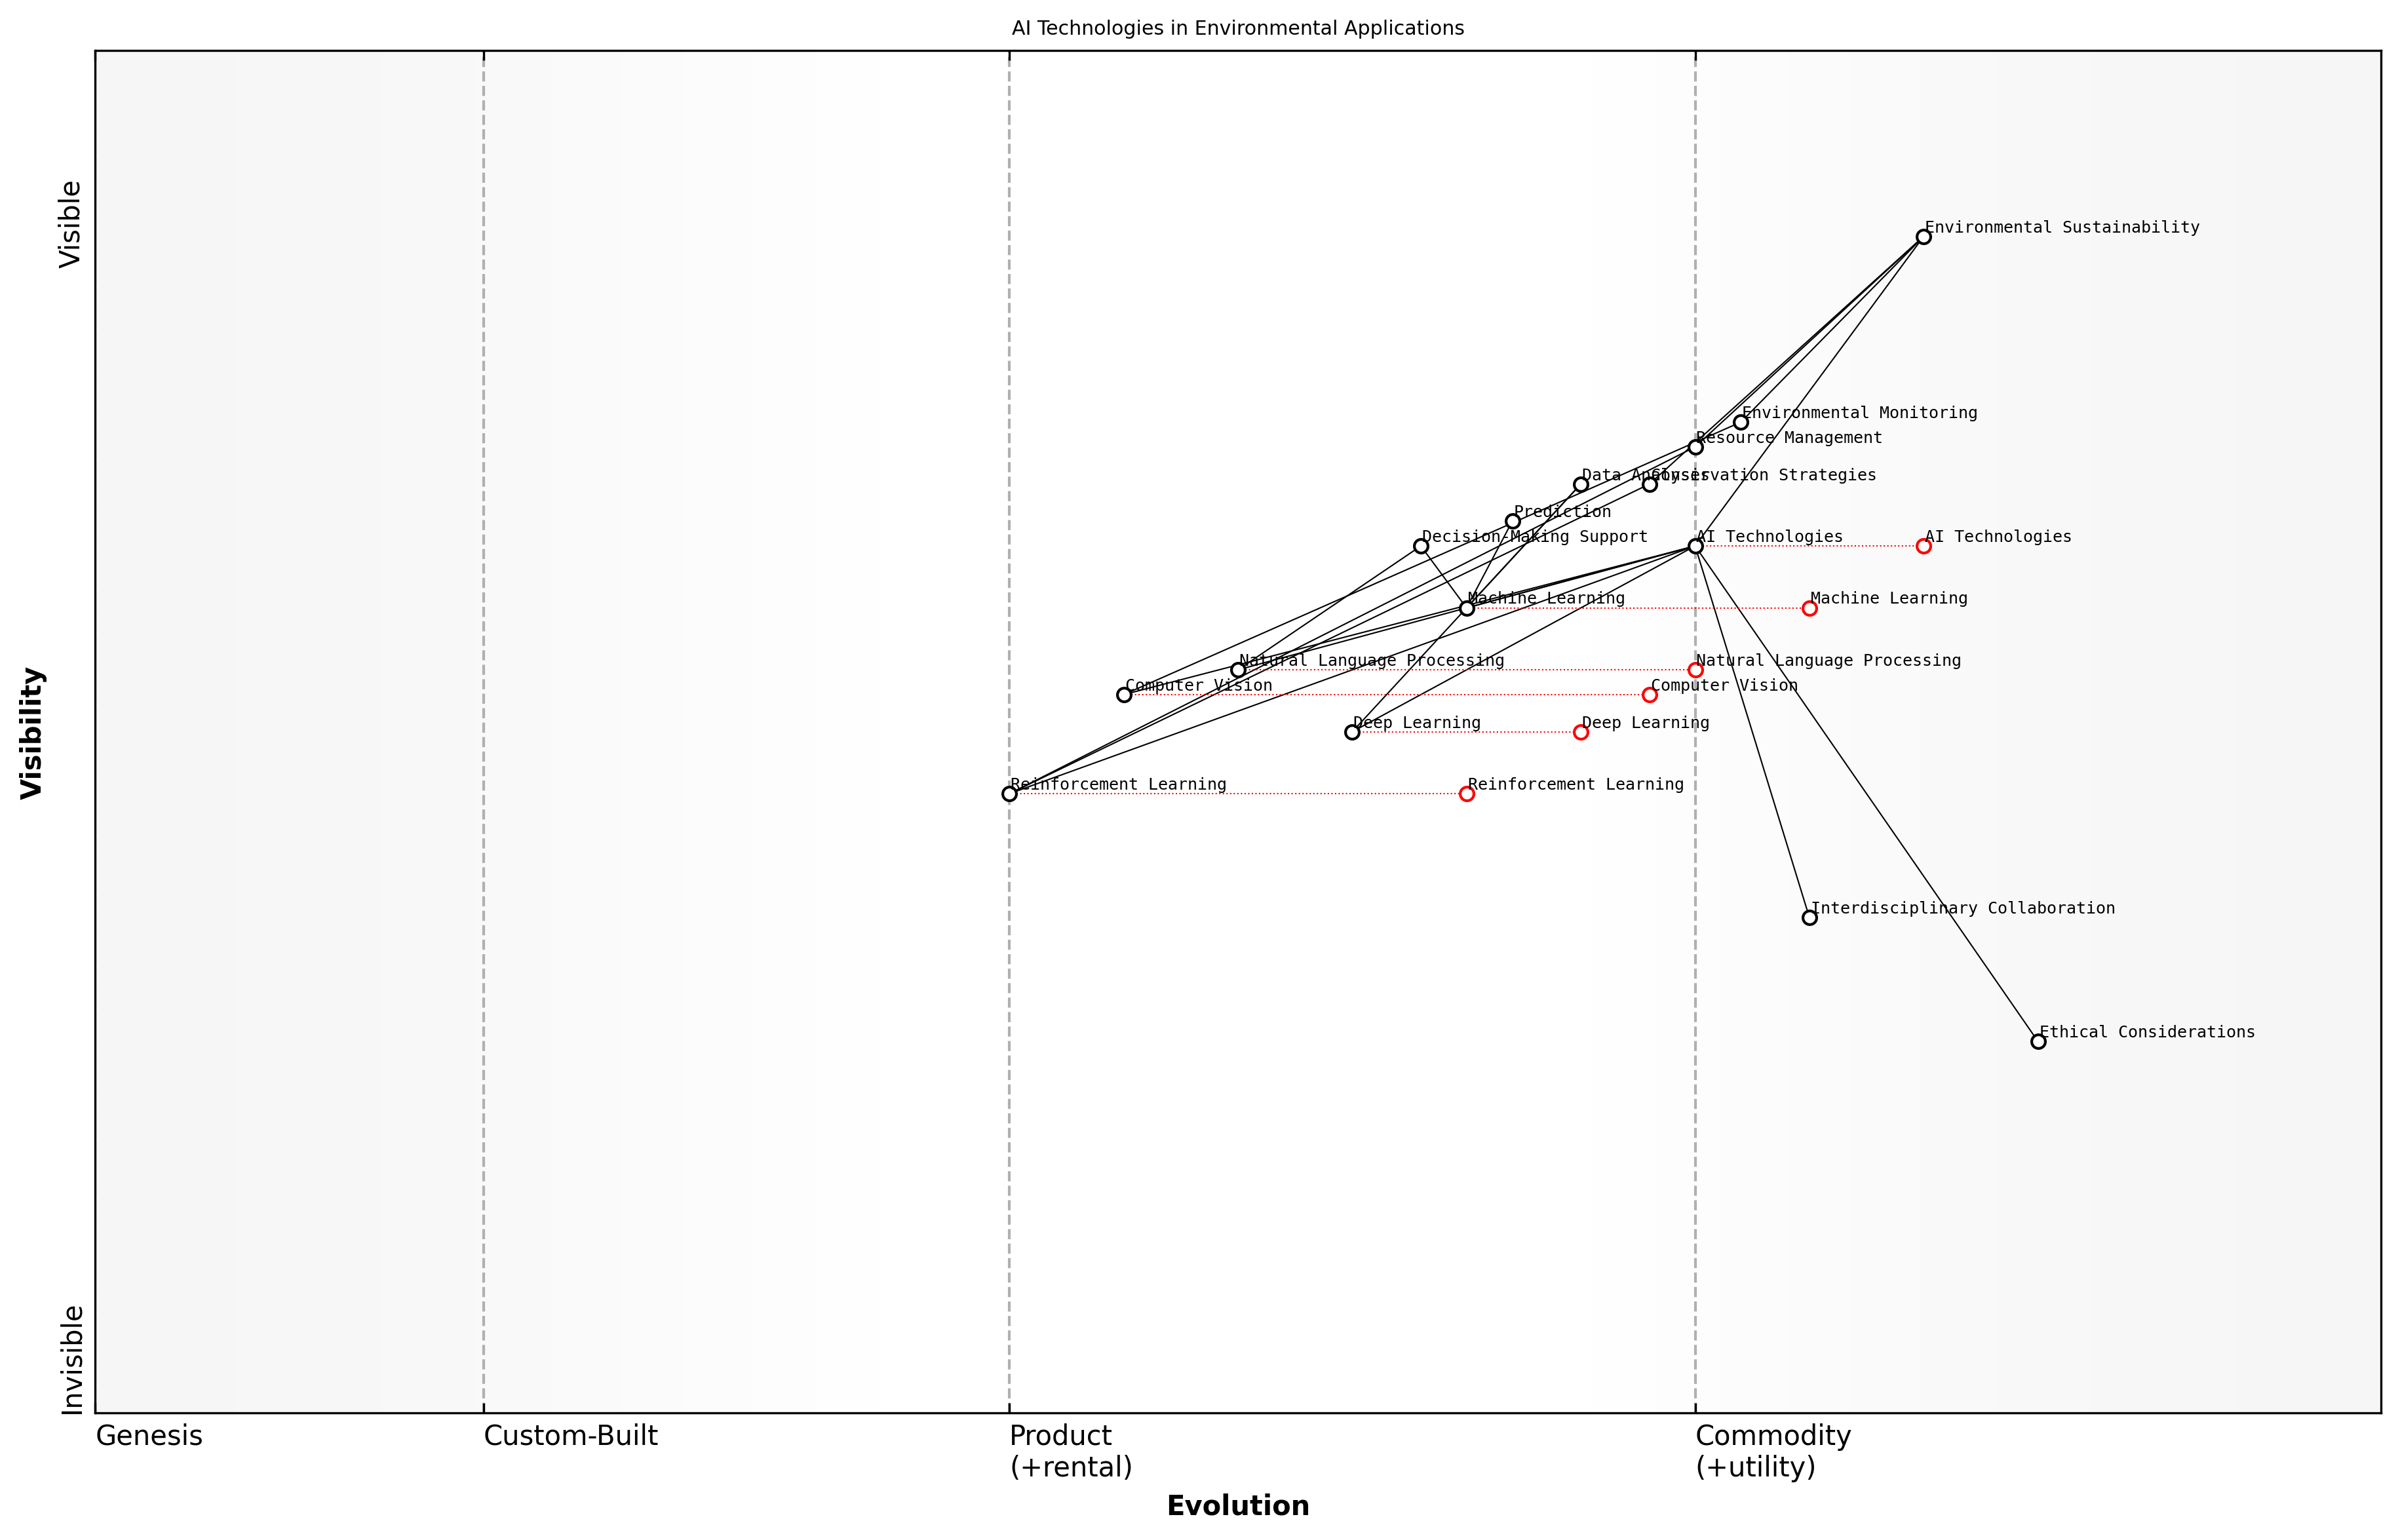 AI Technologies in Environmental Applications
Visible
Environmental Sustainability
Environmental Monitoring
Resource Management
Data Analysis
Conservation Strategies
Prediction
Decision-Making Support
AI Technologies
AI Technologies
Machine Learning
Machine Learning
Natural Language Processing
Natural Language Processing
Computer Vision
Computer Vision
Deep Learning
Deep Learning
Reinforcement Learning
Reinforcement Learning
Visibility
Interdisciplinary Collaboration
Ethical Considerations
Invisible
Genesis
Custom-Built
Product
(+rental)
Commodity
(+utility)
Evolution